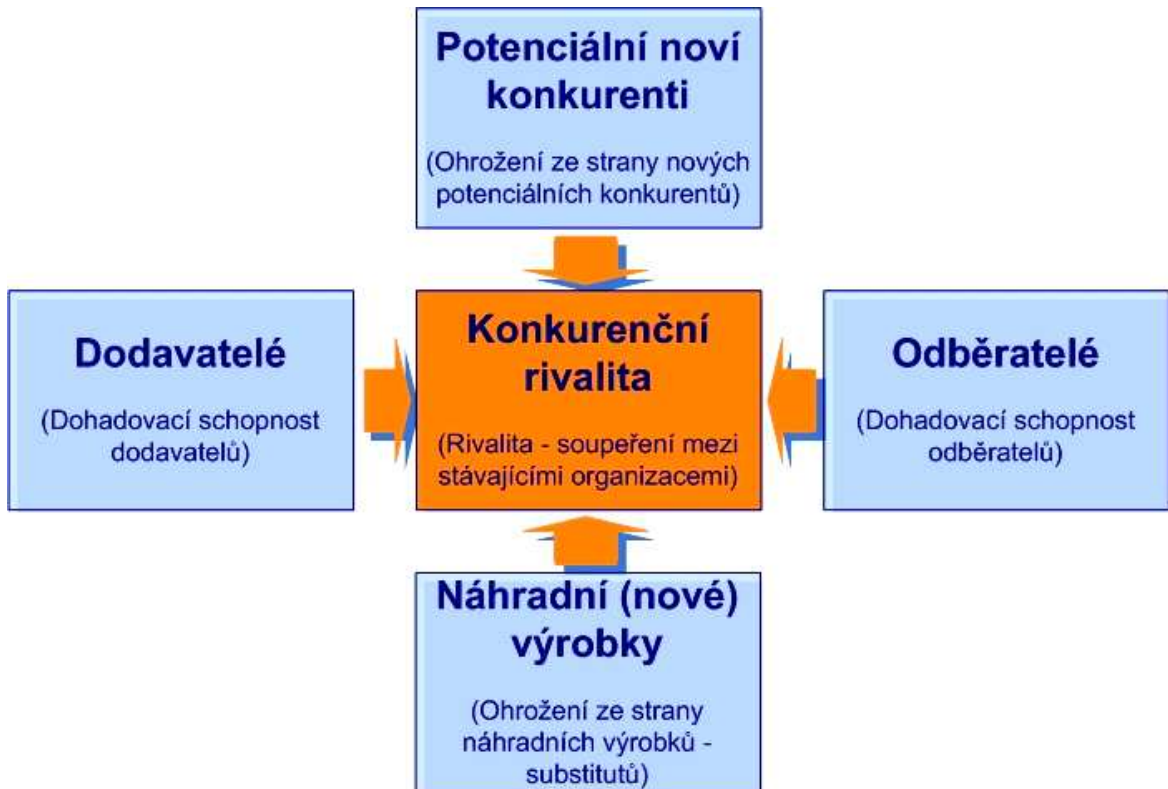 Potenciální noví
konkurenti
(Ohrožení ze strany nových
potenciálních konkurentů)
Dodavatelé
(Dohadovací schopnost
dodavatelů)
Konkurenční
rivalita
(Rivalita - soupeření mezi
stávajícími organizacemi)
Odběratelé
(Dohadovací schopnost
odběratelů)
Náhradní (nové)
výrobky
(Ohrožení ze strany
náhradních výrobků -
substitutů)